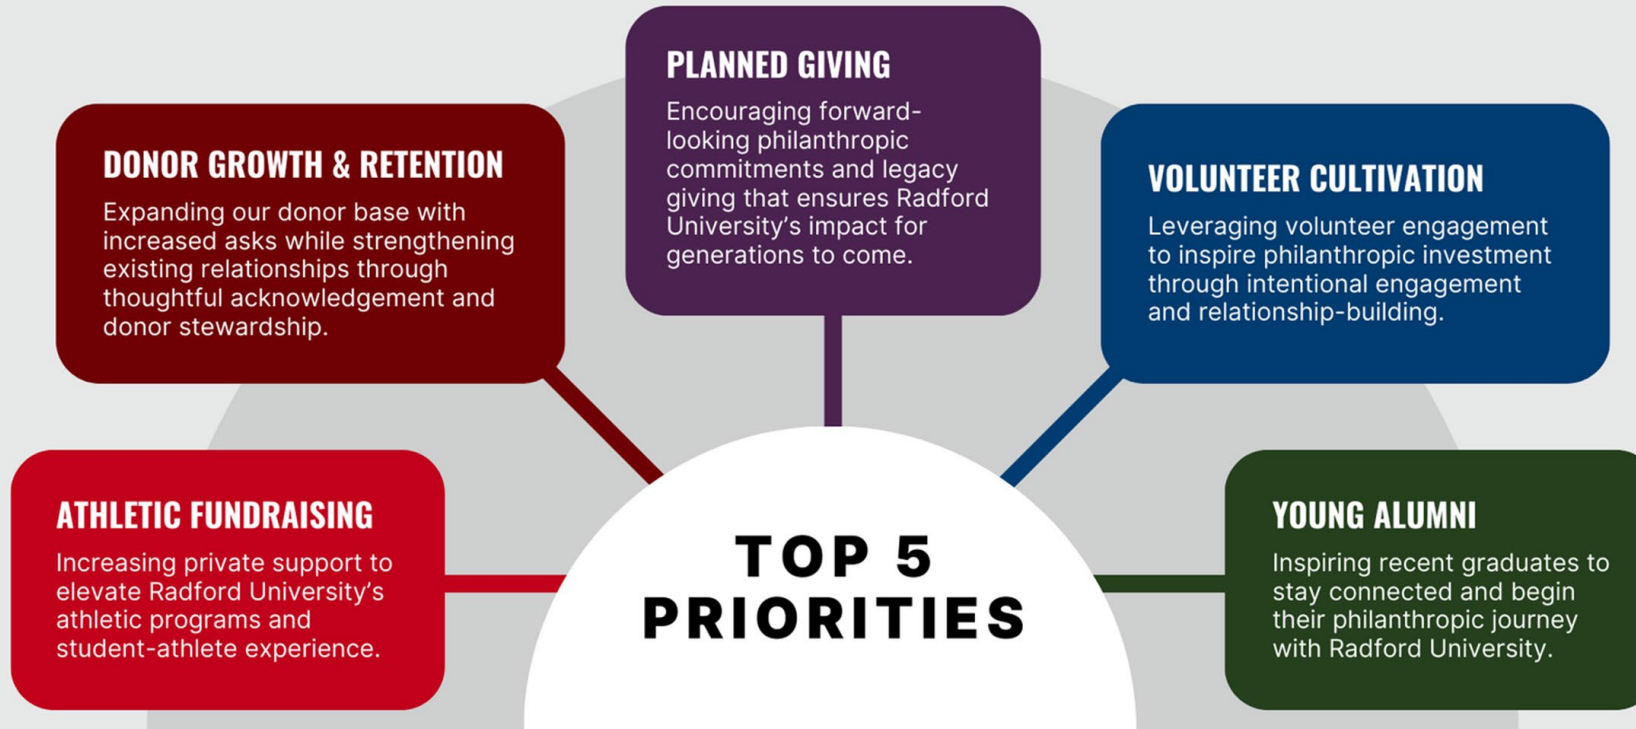 PLANNED GIVING
Encouraging forward-
looking philanthropic
commitments and legacy
giving that ensures Radford
University’s impact for
generations to come.
DONOR GROWTH & RETENTION
Expanding our donor base with
increased asks while strengthening
existing relationships through
thoughtful acknowledgement and
donor stewardship.
VOLUNTEER CULTIVATION
Leveraging volunteer engagement
to inspire philanthropic investment
through intentional engagement
and relationship-building.
ATHLETIC FUNDRAISING
Increasing private support to
elevate Radford University’s
athletic programs and
student-athlete experience.
TOP 5
PRIORITIES
YOUNG ALUMNI
Inspiring recent graduates to
stay connected and begin
their philanthropic journey
with Radford University.